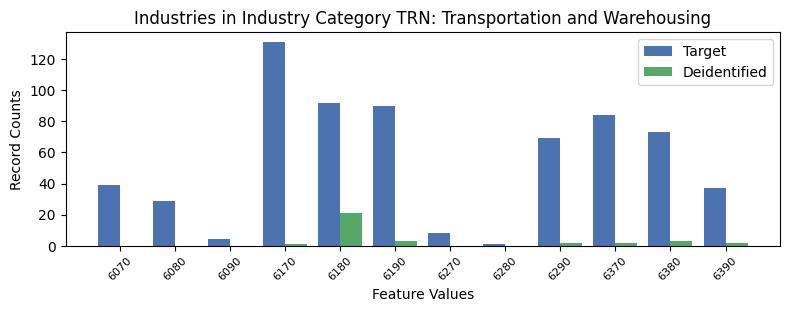 Industries in Industry Category TRN: Transportation and Warehousing
Target
Deidentified
Record Counts
120
100
80
60
40
20
0
6070 6080 6090 6170 6180 6190 6270 6280 6290 6370 6380 6390
Feature Values